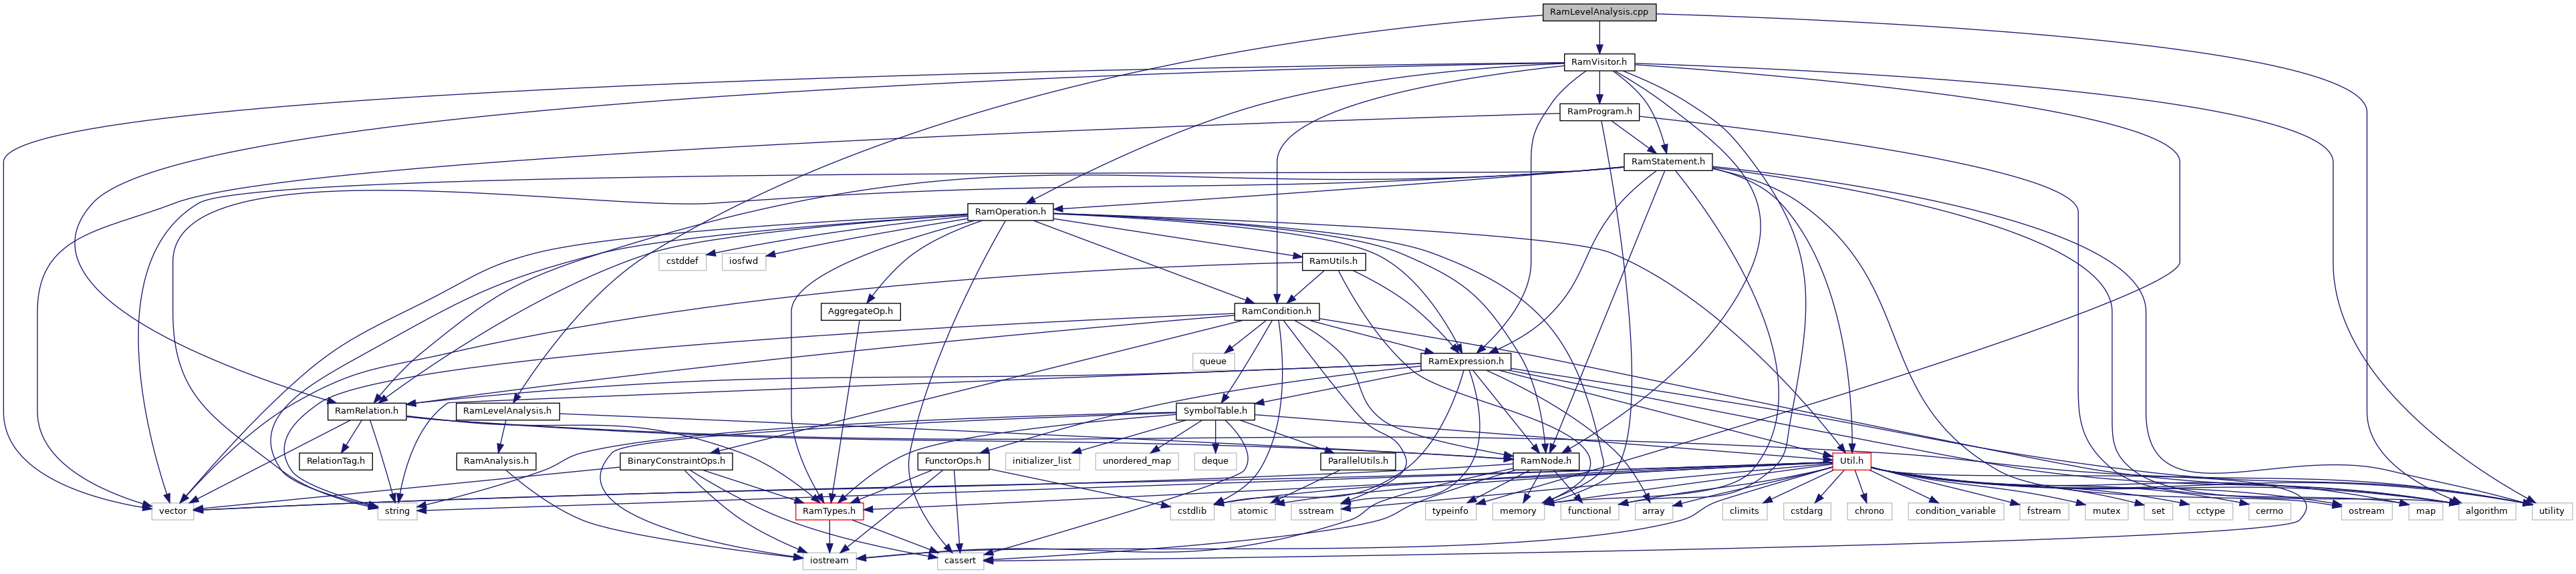 RamLevelAnalysis.cpp
RamVisitor.h
RamProgram.h
RamStatement.h
RamOperation.h
cstddef
iosfwd
RamUtils.h
AggregateOp.h
RamCondition.h
queue
RamExpression.h
RamRelation.h
RamLevelAnalysis.h
SymbolTable.h
RelationTag.h
RamAnalysis.h
BinaryConstraintOps.h
FunctorOps.h
initializer_list
unordered_map
deque
ParallelUtils.h
RamNode.h
Util.h
vector
string
RamTypes.h
cstdlib
atomic
sstream
typeinfo
memory
functional
array
climits
cstdarg
chrono
condition_variable
fstream
mutex
set
cctype
cerrno
ostream
map
algorithm
utility
iostream
cassert